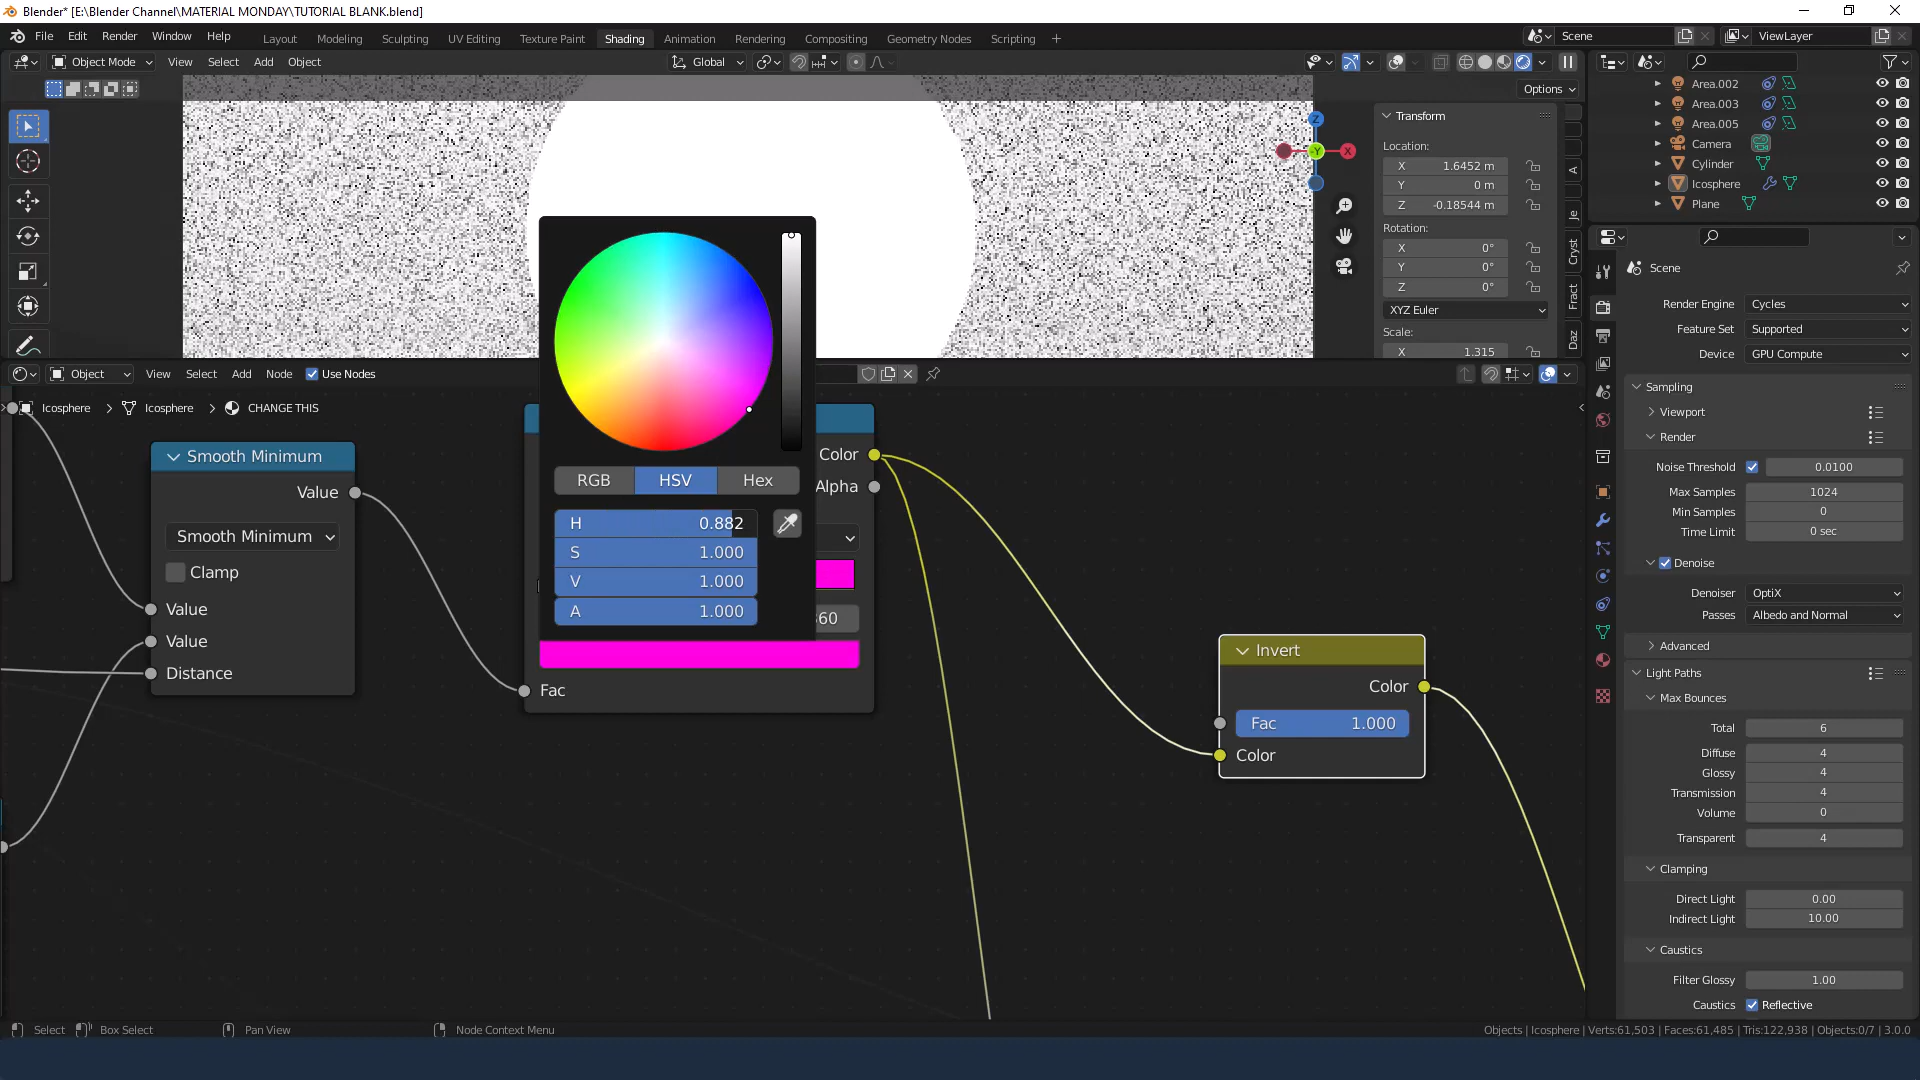 Blender* [E:\Blender Channel\MATERIAL MONDAY\TUTORIAL BLANK.blend]
File Edit Render Window Help Layout Modeling Sculpting UV Editing Texture Paint Shading Animation Rendering Compositing Geometry Nodes Scripting + Scene ViewLayer
Object Mode View Select Add Object Global
Options
Area.002
Area.003
Area.005
Camera
Cylinder
Icosphere
Plane
Transform
Location:
X 1.6452 m
Y 0 m
Z -0.18544 m
Rotation:
X 0°
Y 0°
Z 0°
XYZ Euler
Scale:
X 1.315
Z
-Y
X
A
Je
Cryst
Fract
Daz
Scene
Render Engine Cycles
Feature Set Supported
Device GPU Compute
Sampling
Viewport
Render
Noise Threshold 0.0100
Max Samples 1024
Min Samples 0
Time Limit 0 sec
Denoise
Denoiser OptiX
Passes Albedo and Normal
Advanced
Light Paths
Max Bounces
Total 6
Diffuse 4
Glossy 4
Transmission 4
Volume 0
Transparent 4
Clamping
Direct Light 0.00
Indirect Light 10.00
Caustics
Filter Glossy 1.00
Caustics Reflective
Object View Select Add Node Use Nodes
Icosphere > Icosphere > CHANGE THIS
Smooth Minimum
Value
Smooth Minimum
Clamp
Value
Value
Distance
RGB HSV Hex
H 0.882
S 1.000
V 1.000
A 1.000
Color
Alpha
60
Fac
Invert
Color
Fac 1.000
Color
Select Box Select Pan View Node Context Menu
Objects | Icosphere | Verts:61,503 | Faces:61,485 | Tris:122,938 | Objects:0/7 | 3.0.0